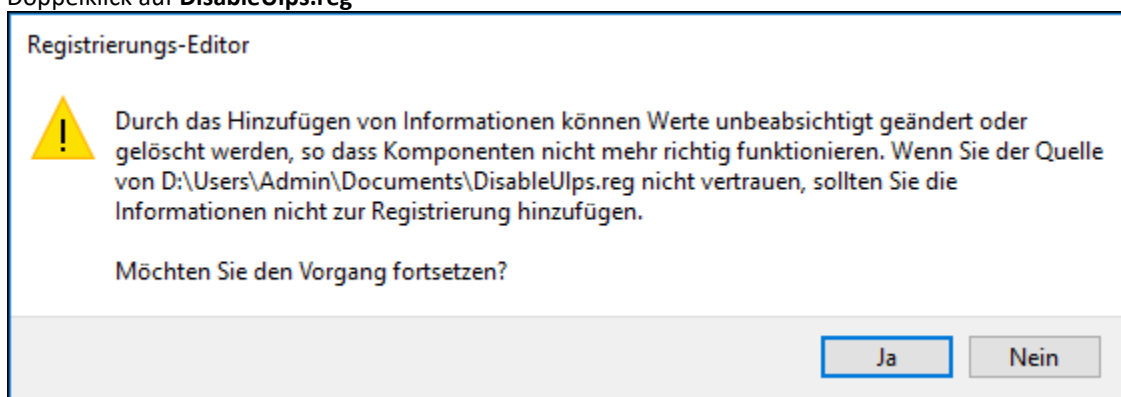 Doppelklick auf DisableUlps.reg
Registrierungs-Editor
Durch das Hinzufügen von Informationen können Werte unbeabsichtigt geändert oder
gelöscht werden, so dass Komponenten nicht mehr richtig funktionieren. Wenn Sie der Quelle
von D:\Users\Admin\Documents\DisableUlps.reg nicht vertrauen, sollten Sie die
Informationen nicht zur Registrierung hinzufügen.
Möchten Sie den Vorgang fortsetzen?
Ja Nein